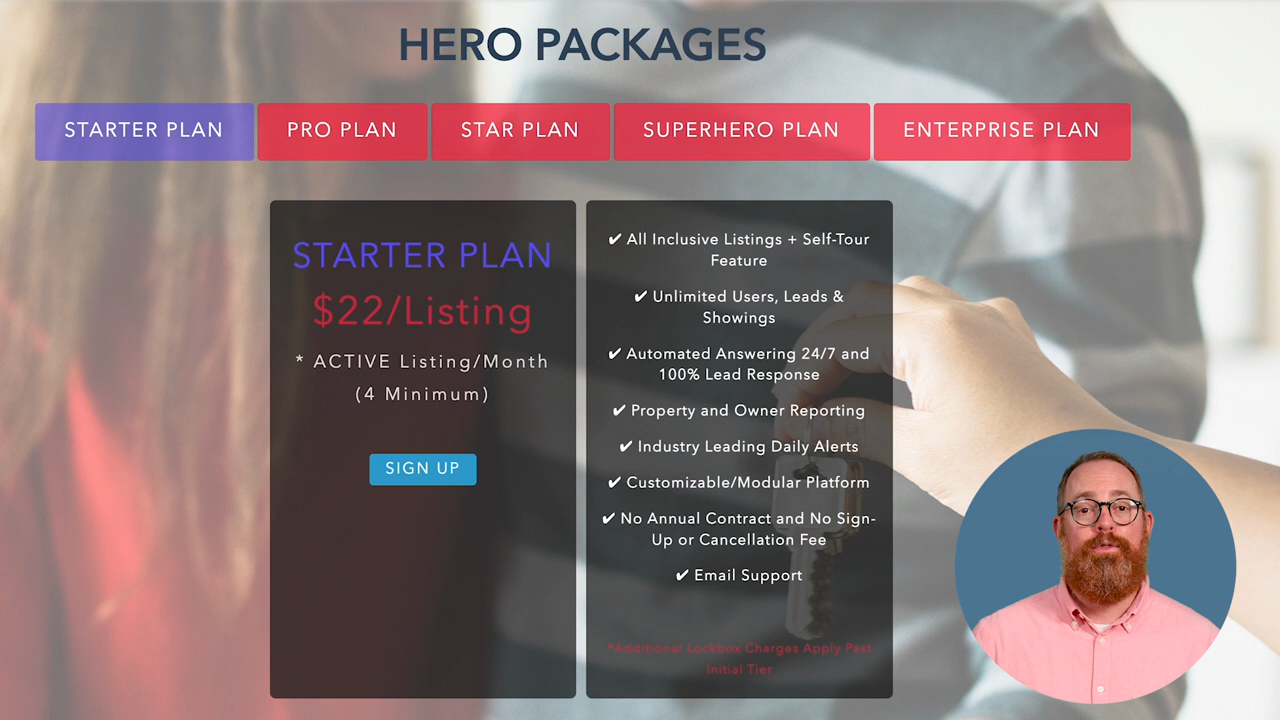 HERO PACKAGES
STARTER PLAN
PRO PLAN
STAR PLAN
SUPERHERO PLAN
ENTERPRISE PLAN
STARTER PLAN
$22/Listing
* ACTIVE Listing/Month
(4 Minimum)
SIGN UP
✔ All Inclusive Listings + Self-Tour
Feature
✔ Unlimited Users, Leads &
Showings
✔ Automated Answering 24/7 and
100% Lead Response
✔ Property and Owner Reporting
✔ Industry Leading Daily Alerts
✔ Customizable/Modular Platform
✔ No Annual Contract and No Sign-
Up or Cancellation Fee
✔ Email Support
*Additional Lockbox Charges Apply Past
Initial Tier